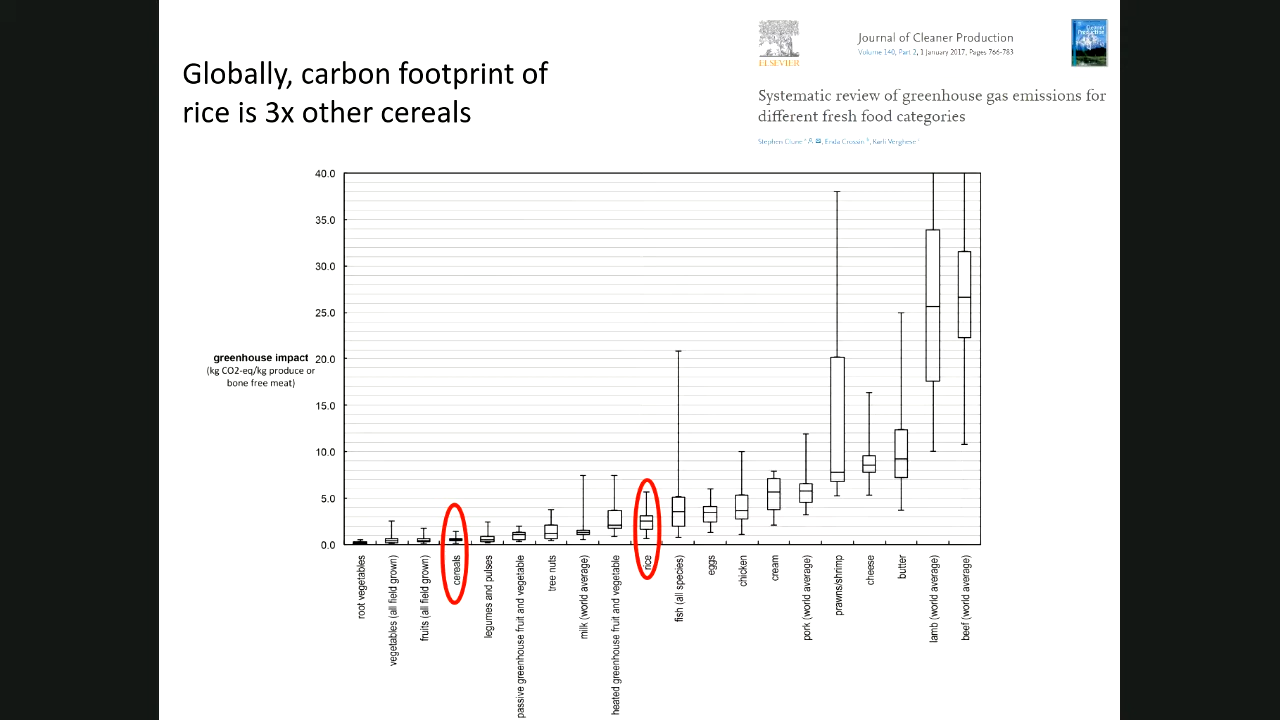 Globally, carbon footprint of
rice is 3x other cereals
ELSEVIER
Journal of Cleaner Production
Volume 140, Part 2, 1 January 2017, Pages 766-783
Cleaner
Production
Systematic review of greenhouse gas emissions for
different fresh food categories
Stephen Clune, Enda Crossin, Karli Verghese
40.0
35.0
30.0
25.0
20.0
15.0
10.0
5.0
0.0
greenhouse impact
(kg CO2-eq/kg produce or
bone free meat)
root vegetables
vegetables (all field grown)
fruits (all field grown)
cereals
legumes and pulses
passive greenhouse fruit and vegetable
tree nuts
milk (world average)
heated greenhouse fruit and vegetable
rice
fish (all species)
eggs
chicken
cream
pork (world average)
prawns/shrimp
cheese
butter
lamb (world average)
beef (world average)